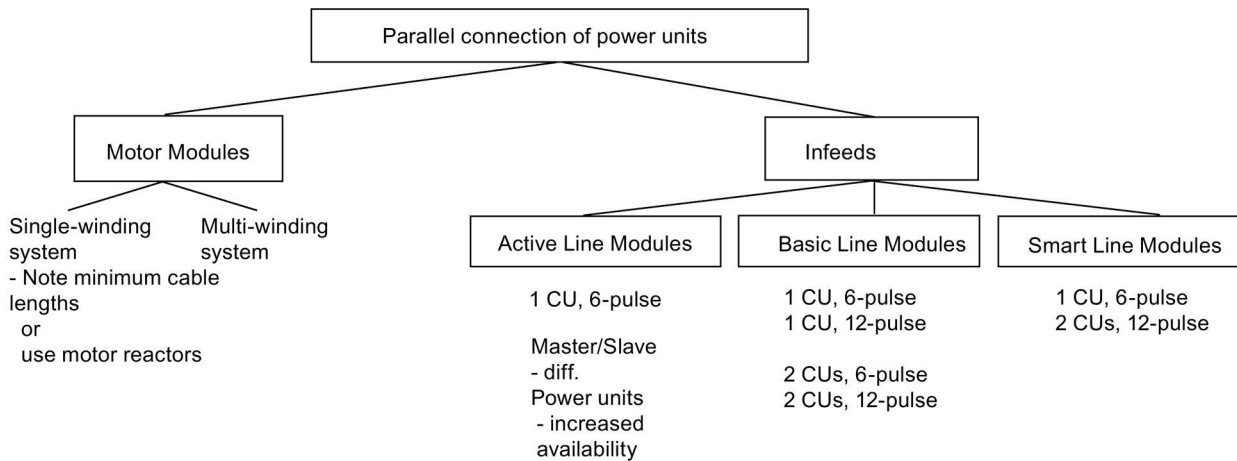 Parallel connection of power units
Motor Modules
Infeeds
Single-winding
system
- Note minimum cable
lengths
or
use motor reactors
Multi-winding
system
Active Line Modules
1 CU, 6-pulse
Master/Slave
- diff.
Power units
- increased
availability
Basic Line Modules
1 CU, 6-pulse
1 CU, 12-pulse
2 CUs, 6-pulse
2 CUs, 12-pulse
Smart Line Modules
1 CU, 6-pulse
2 CUs, 12-pulse